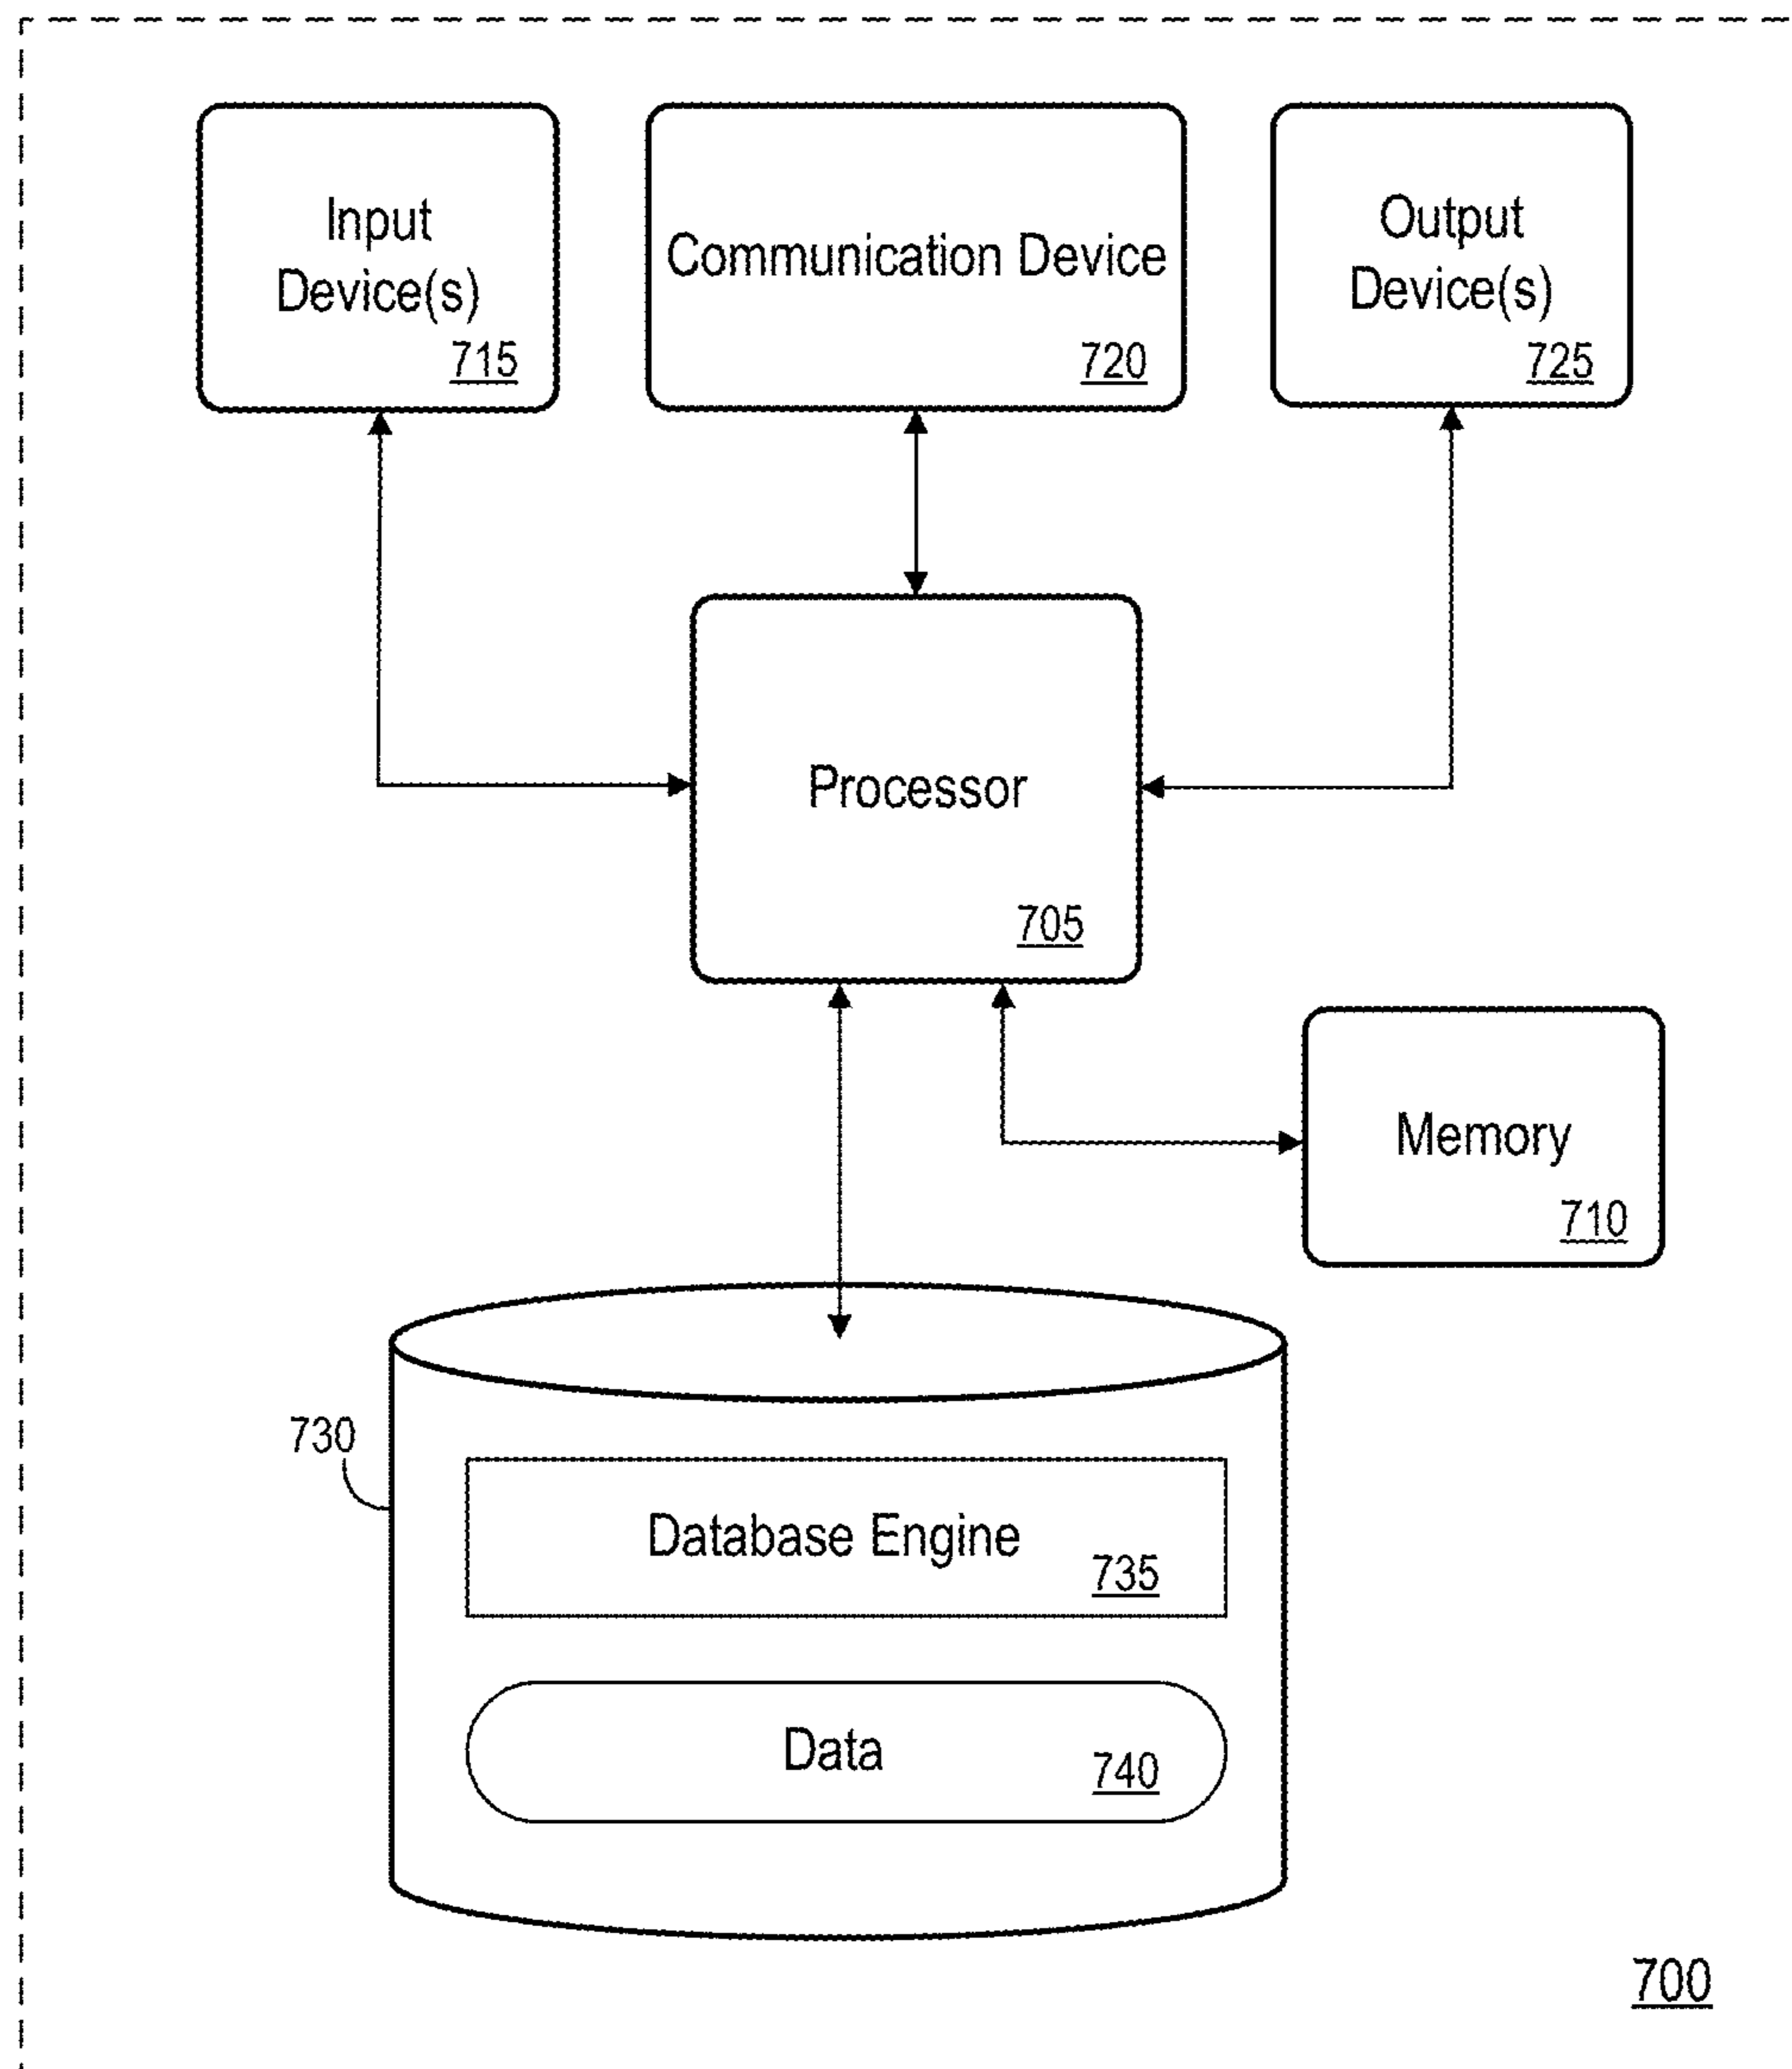 Input
Device(s)
715
Communication Device
720
Output
Device(s)
725
Processor
705
Memory
710
730
Database Engine
735
Data
740
700